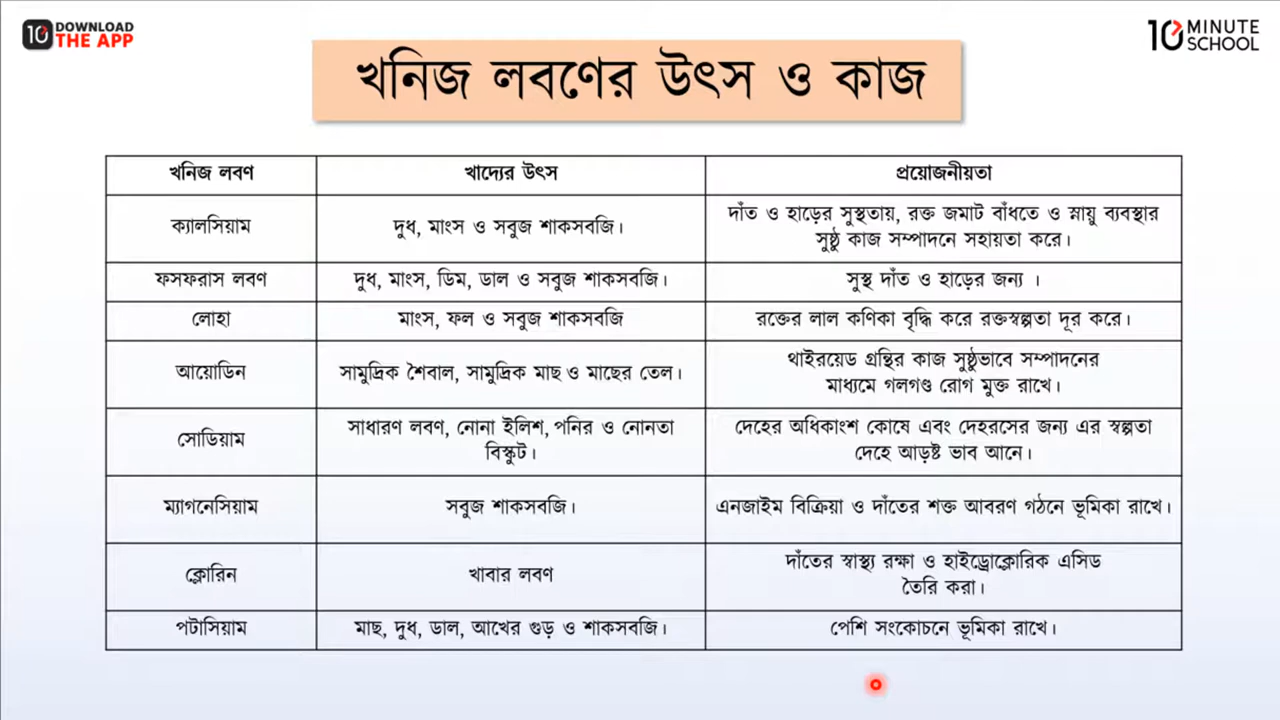 DOWNLOAD
THE APP
10 MINUTE
SCHOOL
খনিজ লবণের উৎস ও কাজ
খনিজ লবণ খাদ্যের উৎস প্রয়োজনীয়তা
ক্যালসিয়াম দুধ, মাংস ও সবুজ শাকসবজি। দাঁত ও হাড়ের সুস্থতায়, রক্ত জমাট বাঁধতে ও স্নায়ু ব্যবস্থার
সুষ্ঠু কাজ সম্পাদনে সহায়তা করে।
ফসফরাস লবণ দুধ, মাংস, ডিম, ডাল ও সবুজ শাকসবজি। সুস্থ দাঁত ও হাড়ের জন্য ।
লোহা মাংস, ফল ও সবুজ শাকসবজি রক্তের লাল কণিকা বৃদ্ধি করে রক্তস্বল্পতা দূর করে।
আয়োডিন সামুদ্রিক শৈবাল, সামুদ্রিক মাছ ও মাছের তেল। থাইরয়েড গ্রন্থির কাজ সুষ্ঠুভাবে সম্পাদনের
মাধ্যমে গলগণ্ড রোগ মুক্ত রাখে।
সোডিয়াম সাধারণ লবণ, নোনা ইলিশ, পনির ও নোনতা
বিস্কুট। দেহের অধিকাংশ কোষে এবং দেহরসের জন্য এর স্বল্পতা
দেহে আড়ষ্ট ভাব আনে।
ম্যাগনেসিয়াম সবুজ শাকসবজি। এনজাইম বিক্রিয়া ও দাঁতের শক্ত আবরণ গঠনে ভূমিকা রাখে।
ক্লোরিন খাবার লবণ দাঁতের স্বাস্থ্য রক্ষা ও হাইড্রোক্লোরিক এসিড
তৈরি করা।
পটাসিয়াম মাছ, দুধ, ডাল, আখের গুড় ও শাকসবজি। পেশি সংকোচনে ভূমিকা রাখে।